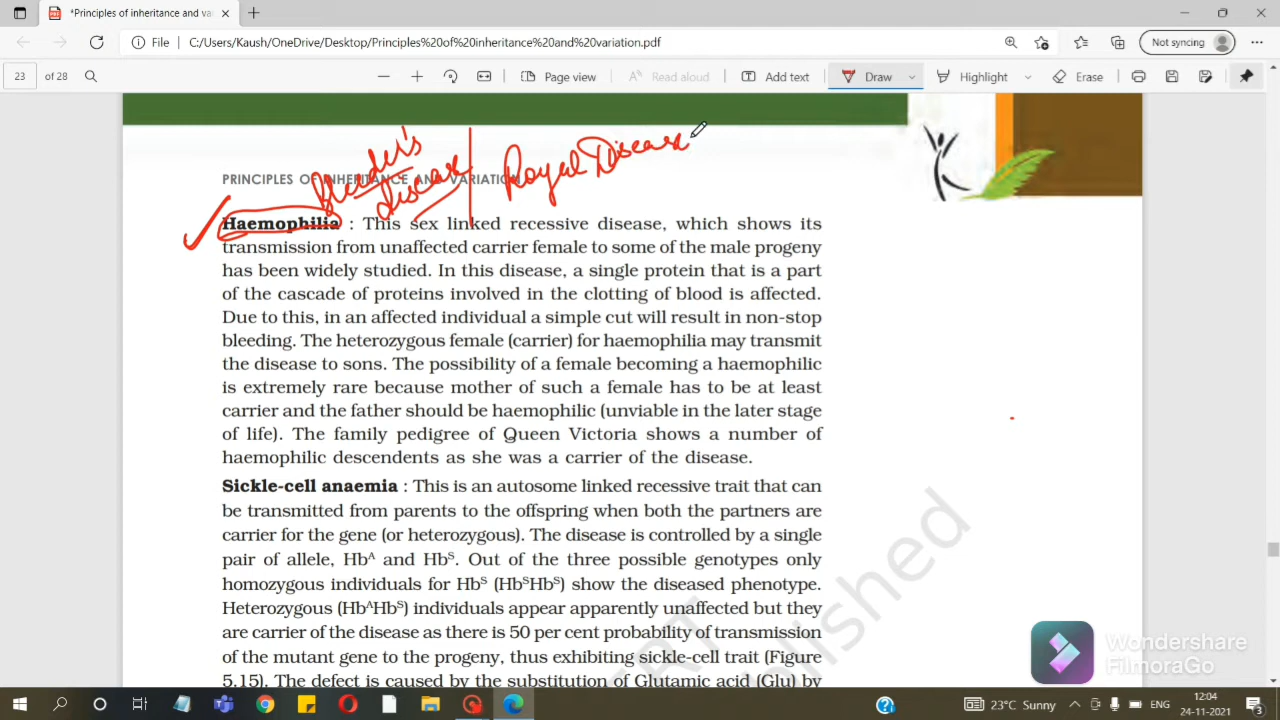 *Principles of inheritance and vari
File
C:/Users/Kaush/OneDrive/Desktop/Principles%20of%20inheritance%20and%20variation.pdf
Not syncing
23 of 28
Page view
Read aloud
Add text
Draw
Highlight
Erase
Bleeder's
disease
Royal Disease
PRINCIPLES OF INHERITANCE AND VARIATION
Haemophilia : This sex linked recessive disease, which shows its
transmission from unaffected carrier female to some of the male progeny
has been widely studied. In this disease, a single protein that is a part
of the cascade of proteins involved in the clotting of blood is affected.
Due to this, in an affected individual a simple cut will result in non-stop
bleeding. The heterozygous female (carrier) for haemophilia may transmit
the disease to sons. The possibility of a female becoming a haemophilic
is extremely rare because mother of such a female has to be at least
carrier and the father should be haemophilic (unviable in the later stage
of life). The family pedigree of Queen Victoria shows a number of
haemophilic descendents as she was a carrier of the disease.
Sickle-cell anaemia : This is an autosome linked recessive trait that can
be transmitted from parents to the offspring when both the partners are
carrier for the gene (or heterozygous). The disease is controlled by a single
pair of allele, Hbᴬ and Hbˢ. Out of the three possible genotypes only
homozygous individuals for Hbˢ (HbˢHbˢ) show the diseased phenotype.
Heterozygous (HbᴬHbˢ) individuals appear apparently unaffected but they
are carrier of the disease as there is 50 per cent probability of transmission
of the mutant gene to the progeny, thus exhibiting sickle-cell trait (Figure
5.15). The defect is caused by the substitution of Glutamic acid (Glu) by
Wondershare
FilmoraGo
23°C Sunny
ENG
12:04
24-11-2021
3